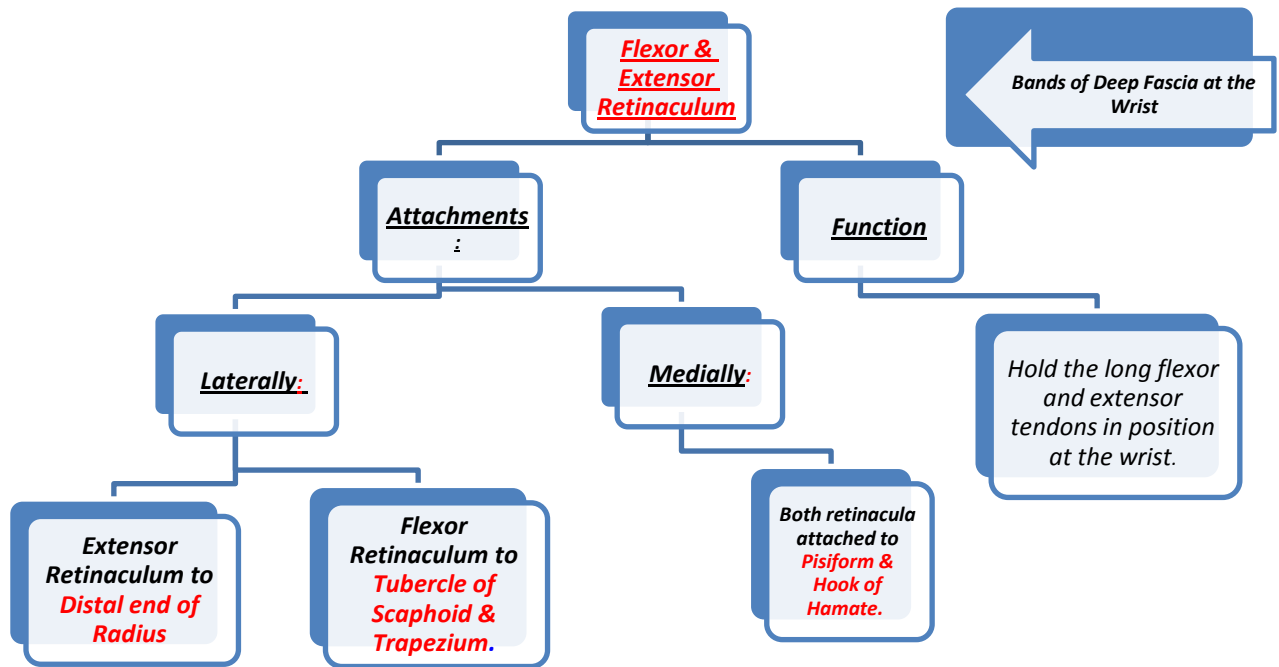 Flexor &
Extensor
Retinaculum
Bands of Deep Fascia at the
Wrist
Attachments
:
Function
Laterally:
Medially:
Hold the long flexor
and extensor
tendons in position
at the wrist.
Extensor
Retinaculum to
Distal end of
Radius
Flexor
Retinaculum to
Tubercle of
Scaphoid &
Trapezium.
Both retinacula
attached to
Pisiform &
Hook of
Hamate.